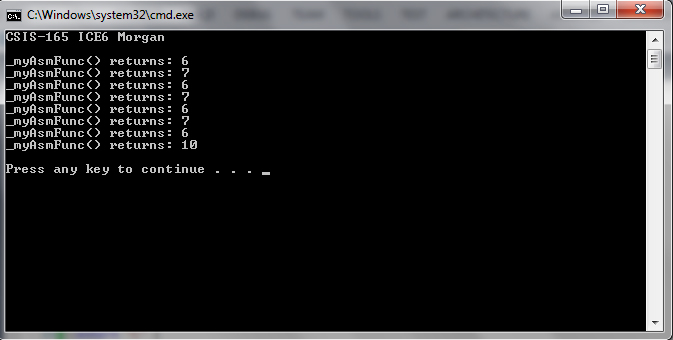 C:\Windows\system32\cmd.exe
CSIS-165 ICE6 Morgan
_myAsmFunc() returns: 6
_myAsmFunc() returns: 7
_myAsmFunc() returns: 6
_myAsmFunc() returns: 7
_myAsmFunc() returns: 6
_myAsmFunc() returns: 7
_myAsmFunc() returns: 6
_myAsmFunc() returns: 10
Press any key to continue . . . _